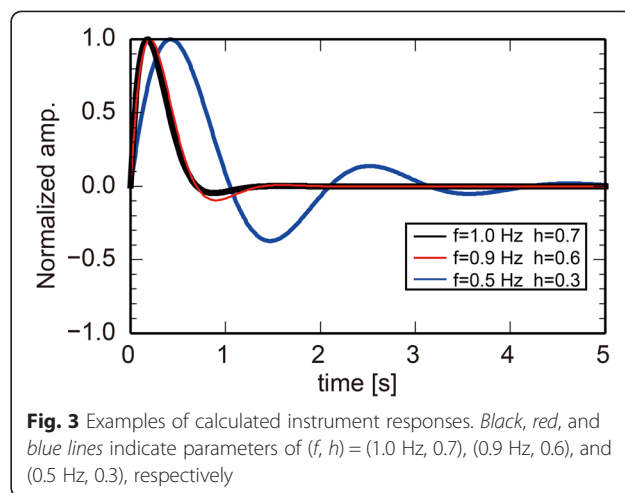 1.0
0.5
0.0
−0.5
−1.0
Normalized amp.
f=1.0 Hz h=0.7
f=0.9 Hz h=0.6
f=0.5 Hz h=0.3
0 1 2 3 4 5
time [s]
Fig. 3 Examples of calculated instrument responses. Black, red, and
blue lines indicate parameters of (f, h) = (1.0 Hz, 0.7), (0.9 Hz, 0.6), and
(0.5 Hz, 0.3), respectively